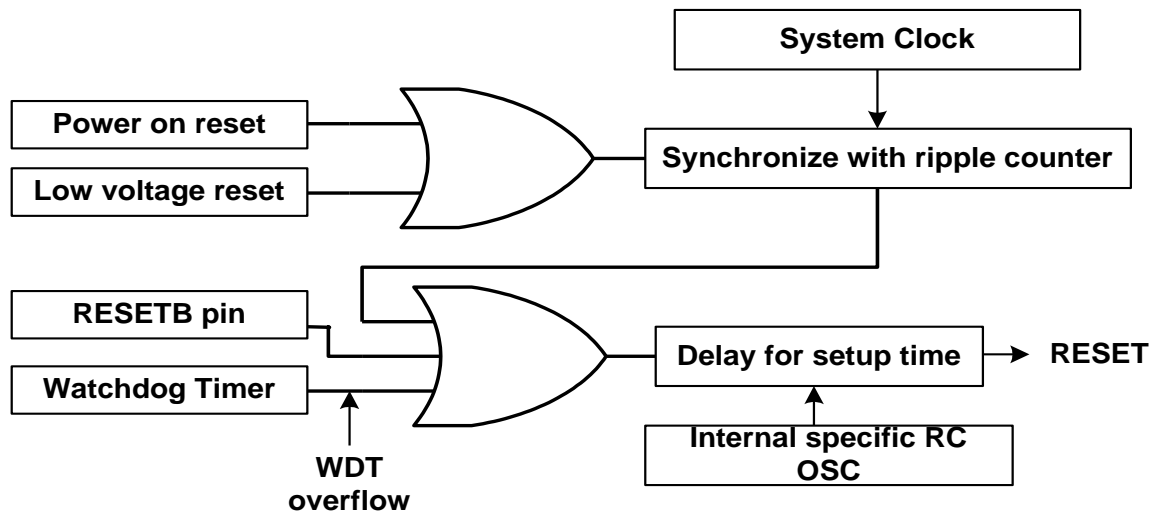 System Clock
Power on reset
Synchronize with ripple counter
Low voltage reset
RESETB pin
Delay for setup time
RESET
Watchdog Timer
Internal specific RC
OSC
WDT
overflow